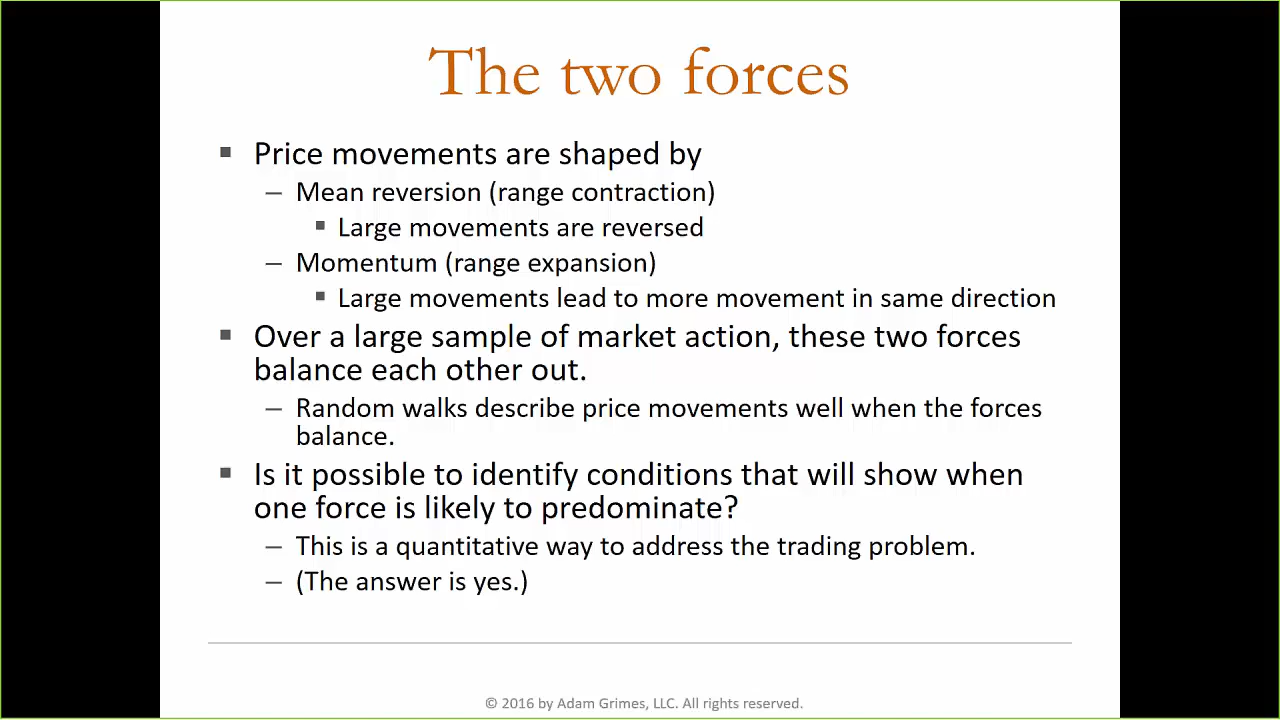 The two forces
▪ Price movements are shaped by
– Mean reversion (range contraction)
▪ Large movements are reversed
– Momentum (range expansion)
▪ Large movements lead to more movement in same direction
▪ Over a large sample of market action, these two forces
balance each other out.
– Random walks describe price movements well when the forces
balance.
▪ Is it possible to identify conditions that will show when
one force is likely to predominate?
– This is a quantitative way to address the trading problem.
– (The answer is yes.)
© 2016 by Adam Grimes, LLC. All rights reserved.